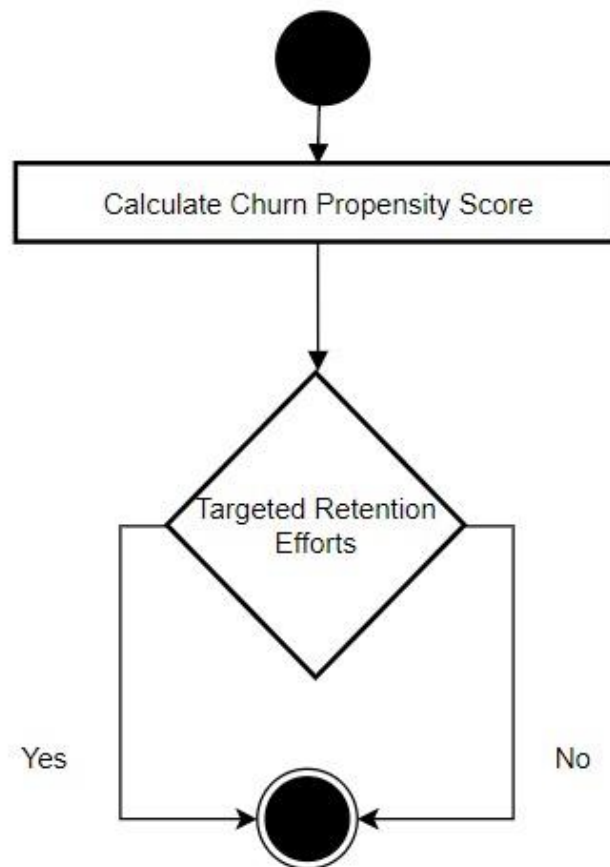 Calculate Churn Propensity Score
Targeted Retention
Efforts
Yes
No